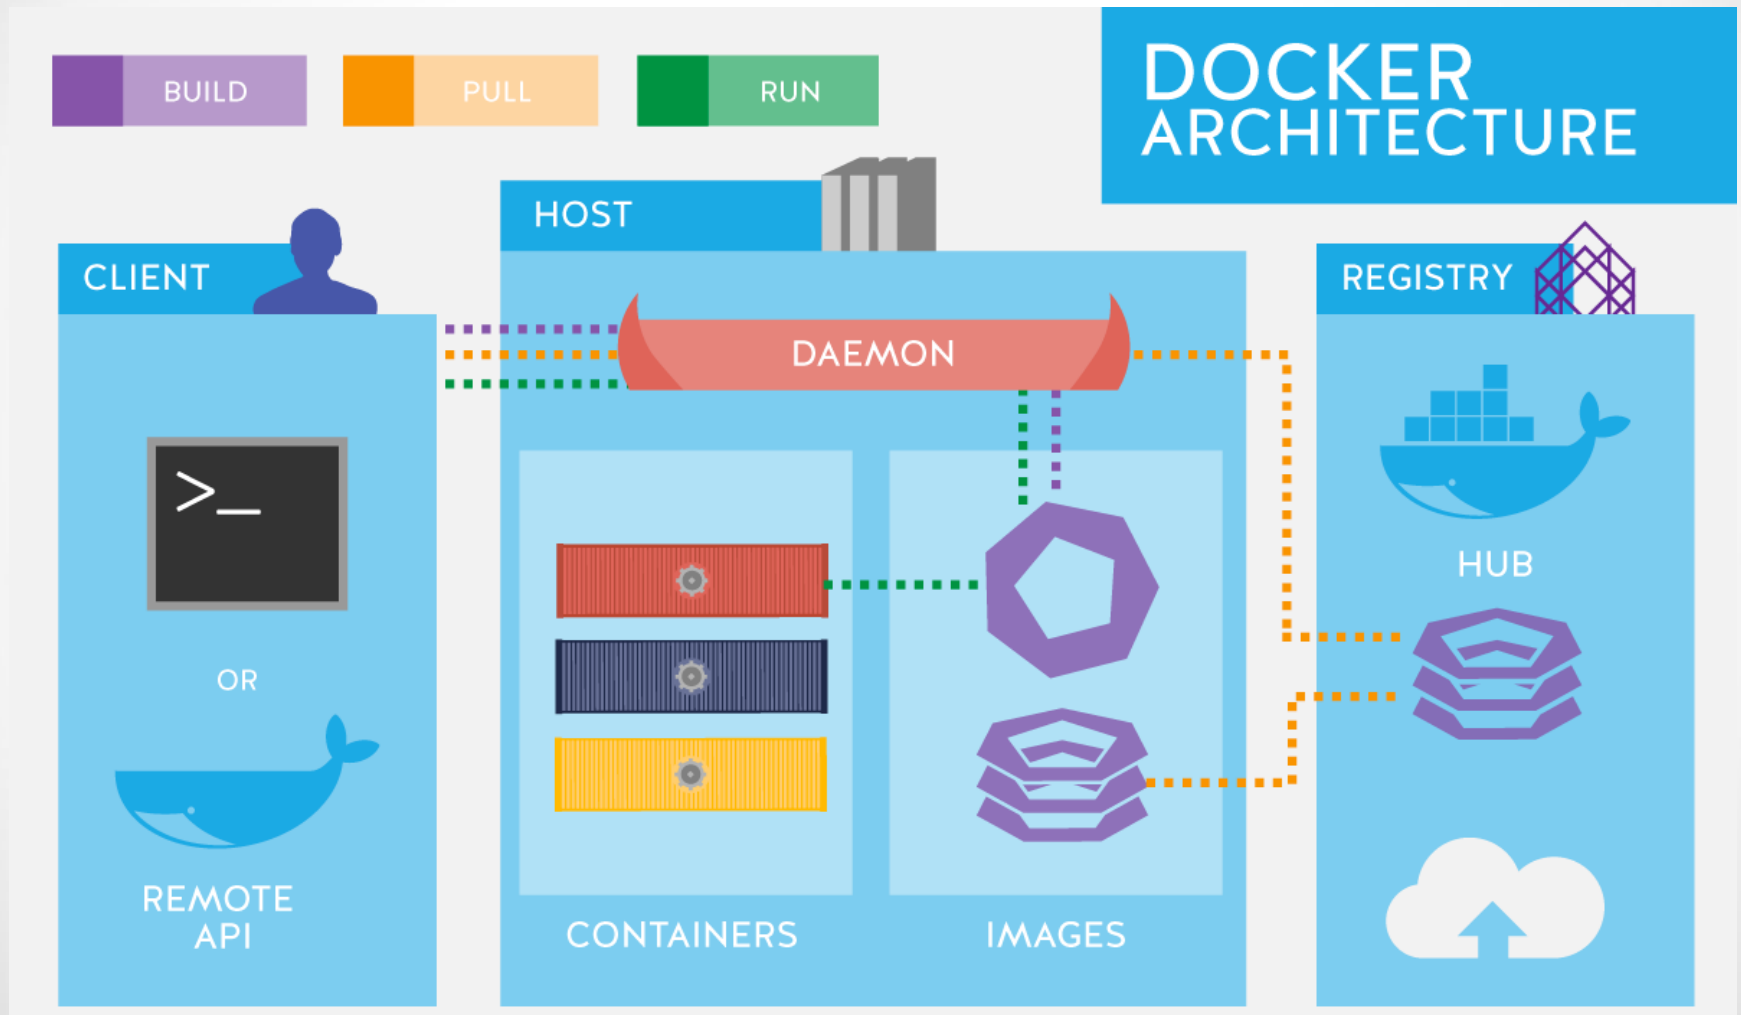 BUILD
PULL
RUN
DOCKER
ARCHITECTURE
CLIENT
>_
OR
REMOTE
API
HOST
DAEMON
CONTAINERS
IMAGES
REGISTRY
HUB